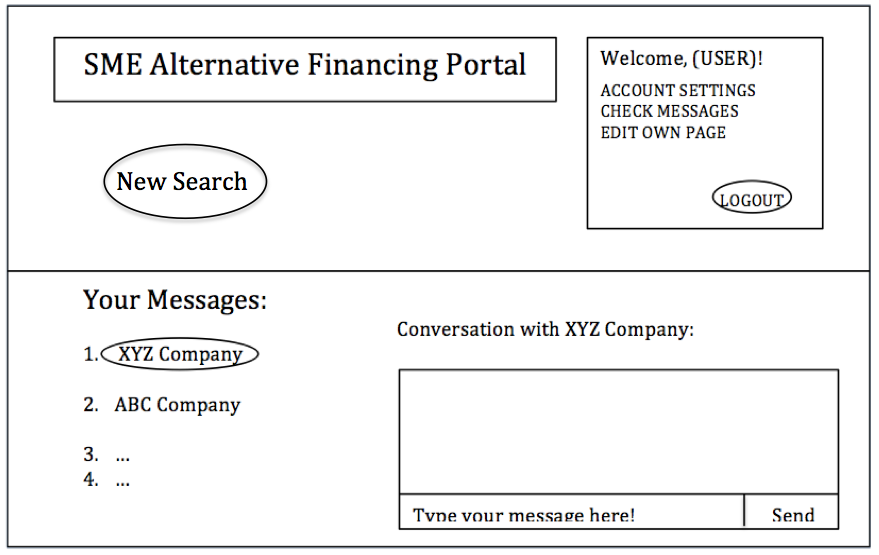 SME Alternative Financing Portal
Welcome, (USER)!
ACCOUNT SETTINGS
CHECK MESSAGES
EDIT OWN PAGE
New Search
LOGOUT
Your Messages:
Conversation with XYZ Company:
1. XYZ Company
2. ABC Company
3. ...
4. ...
Type your message here!
Send